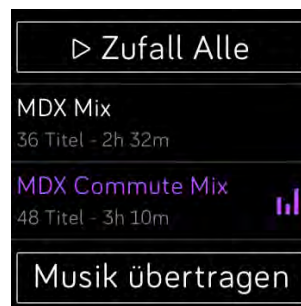 Zufall Alle
MDX Mix
36 Titel - 2h 32m
MDX Commute Mix
48 Titel - 3h 10m
Musik übertragen